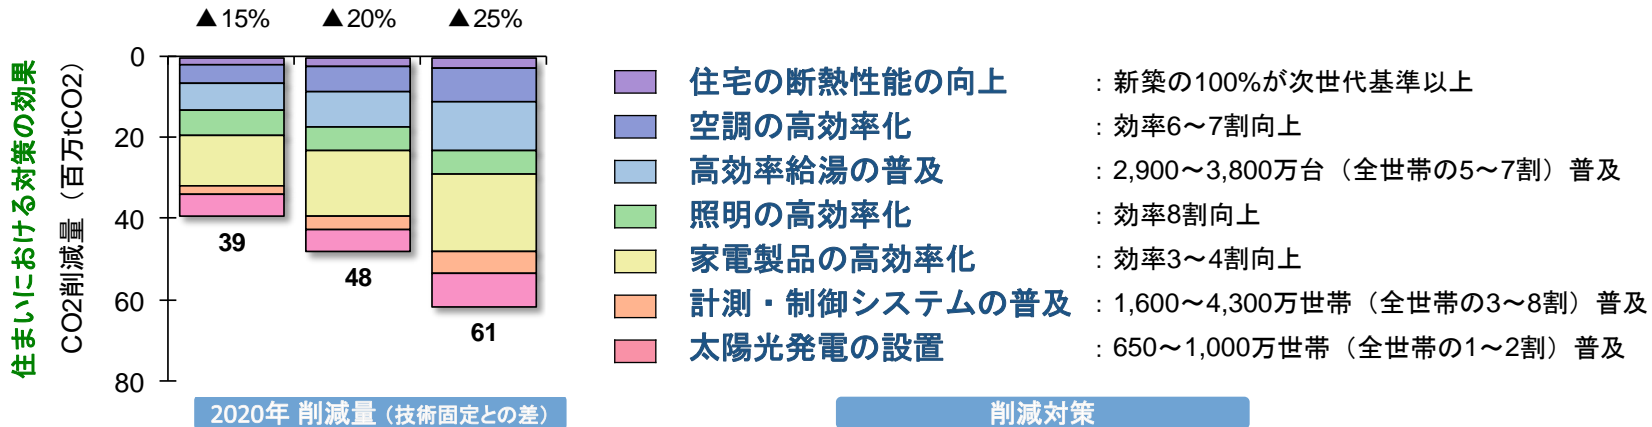 ▲15% ▲20% ▲25%
住まいにおける対策の効果
CO2削減量（百万tCO2）
0
20
40
60
80
39
48
61
住宅の断熱性能の向上 ：新築の100%が次世代基準以上
空調の高効率化 ：効率6～7割向上
高効率給湯の普及 ：2,900～3,800万台（全世帯の5～7割）普及
照明の高効率化 ：効率8割向上
家電製品の高効率化 ：効率3～4割向上
計測・制御システムの普及 ：1,600～4,300万世帯（全世帯の3～8割）普及
太陽光発電の設置 ：650～1,000万世帯（全世帯の1～2割）普及
2020年 削減量（技術固定との差）
削減対策